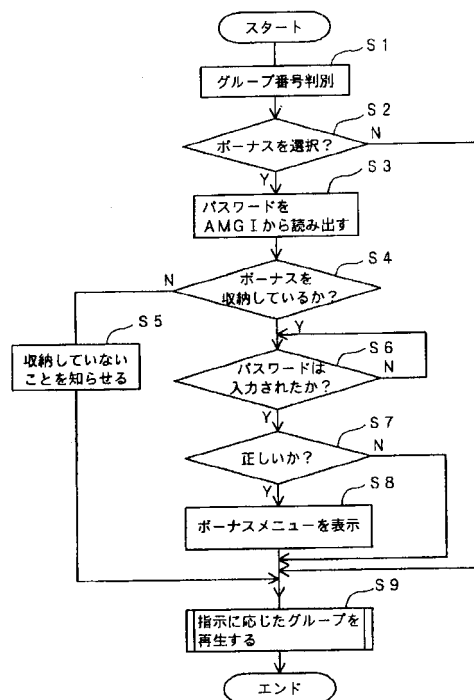 スタート
S1
グループ番号判別
S2
ボーナスを選択?
N
Y
S3
パスワードを
AMGIから読み出す
S4
ボーナスを
収納しているか?
N
Y
S5
収納していない
ことを知らせる
S6
パスワードは
入力されたか?
N
Y
S7
正しいか?
N
Y
S8
ボーナスメニューを表示
S9
指示に応じたグループを
再生する
エンド